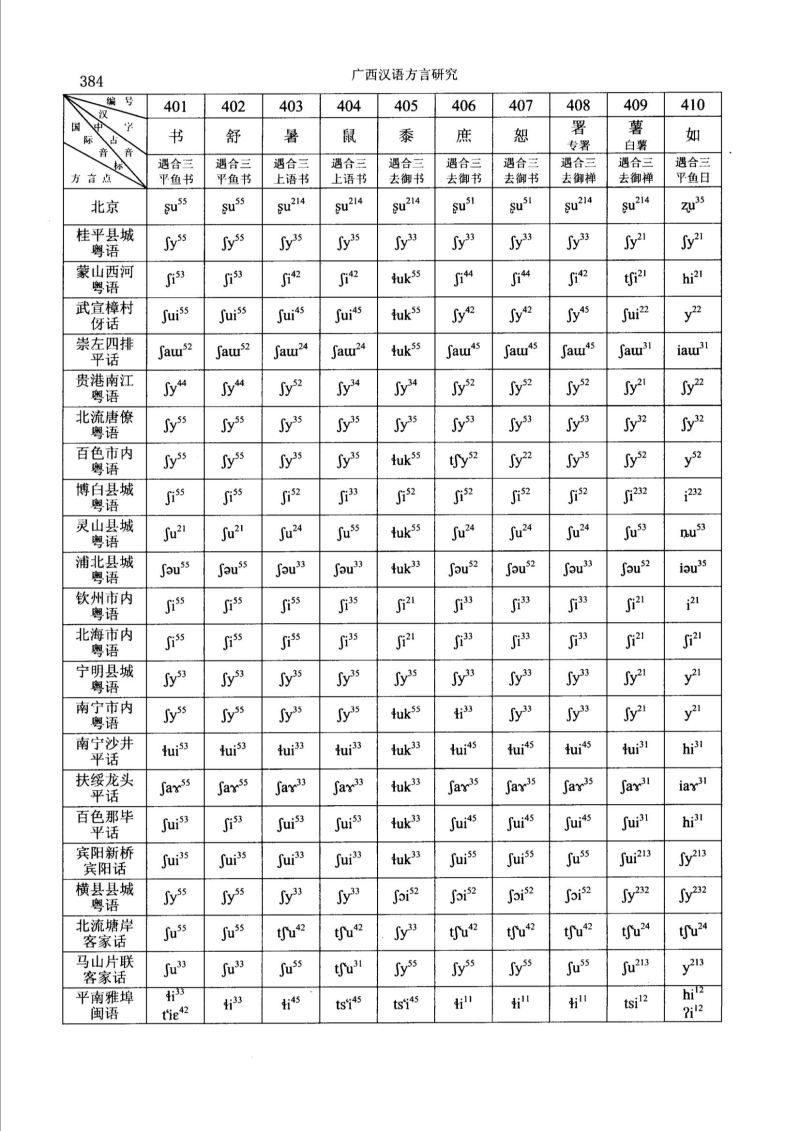 384
广西汉语方言研究
编号 401 402 403 404 405 406 407 408 409 410
汉字 书 舒 暑 鼠 黍 庶 恕 署 薯 如
专署 白薯
国际音标 中古音 方言点
遇合三 遇合三 遇合三 遇合三 遇合三 遇合三 遇合三 遇合三 遇合三 遇合三
平鱼书 平鱼书 上语书 上语书 去御书 去御书 去御书 去御禅 去御禅 平鱼日
北京 ʂu⁵⁵ ʂu⁵⁵ ʂu²¹⁴ ʂu²¹⁴ ʂu²¹⁴ ʂu⁵¹ ʂu⁵¹ ʂu²¹⁴ ʂu²¹⁴ ʐu³⁵
桂平县城粤语 ʃy⁵⁵ ʃy⁵⁵ ʃy³⁵ ʃy³⁵ ʃy³³ ʃy³³ ʃy³³ ʃy³³ ʃy²¹ ʃy²¹
蒙山西河粤语 ʃi⁵³ ʃi⁵³ ʃi⁴² ʃi⁴² ɬuk⁵⁵ ʃi⁴⁴ ʃi⁴⁴ ʃi⁴² tʃi²¹ hi²¹
武宣樟村伢话 ʃui⁵⁵ ʃui⁵⁵ ʃui⁴⁵ ʃui⁴⁵ ɬuk⁵⁵ ʃy⁴² ʃy⁴² ʃy⁴⁵ ʃui²² y²²
崇左四排平话 ʃaɯ⁵² ʃaɯ⁵² ʃaɯ²⁴ ʃaɯ²⁴ ɬuk⁵⁵ ʃaɯ⁴⁵ ʃaɯ⁴⁵ ʃaɯ⁴⁵ ʃaɯ³¹ iaɯ³¹
贵港南江粤语 ʃy⁴⁴ ʃy⁴⁴ ʃy⁵² ʃy³⁴ ʃy³⁴ ʃy⁵² ʃy⁵² ʃy⁵² ʃy²¹ ʃy²²
北流唐僚粤语 ʃy⁵⁵ ʃy⁵⁵ ʃy³⁵ ʃy³⁵ ʃy³⁵ ʃy⁵³ ʃy⁵³ ʃy⁵³ ʃy³² ʃy³²
百色市内粤语 ʃy⁵⁵ ʃy⁵⁵ ʃy³⁵ ʃy³⁵ ɬuk⁵⁵ tʃʻy⁵² ʃy²² ʃy³⁵ ʃy⁵² y⁵²
博白县城粤语 ʃi⁵⁵ ʃi⁵⁵ ʃi⁵² ʃi³³ ʃi⁵² ʃi⁵² ʃi⁵² ʃi⁵² ʃi²³² i²³²
灵山县城粤语 ʃu²¹ ʃu²¹ ʃu²⁴ ʃu⁵⁵ ɬuk⁵⁵ ʃu²⁴ ʃu²⁴ ʃu²⁴ ʃu⁵³ ȵu⁵³
浦北县城粤语 ʃəu⁵⁵ ʃəu⁵⁵ ʃəu³³ ʃəu³³ ɬuk³³ ʃəu⁵² ʃəu⁵² ʃəu³³ ʃəu⁵² iəu³⁵
钦州市内粤语 ʃi⁵⁵ ʃi⁵⁵ ʃi⁵⁵ ʃi³⁵ ʃi²¹ ʃi³³ ʃi³³ ʃi³³ ʃi²¹ i²¹
北海市内粤语 ʃi⁵⁵ ʃi⁵⁵ ʃi⁵⁵ ʃi³⁵ ʃi²¹ ʃi³³ ʃi³³ ʃi³³ ʃi²¹ ʃi²¹
宁明县城粤语 ʃy⁵³ ʃy⁵³ ʃy³⁵ ʃy³⁵ ʃy³⁵ ʃy³³ ʃy³³ ʃy³³ ʃy²¹ y²¹
南宁市内粤语 ʃy⁵⁵ ʃy⁵⁵ ʃy³⁵ ʃy³⁵ ɬuk⁵⁵ ɬi³³ ʃy³³ ʃy³³ ʃy²¹ y²¹
南宁沙井平话 ɬui⁵³ ɬui⁵³ ɬui³³ ɬui³³ ɬuk³³ ɬui⁴⁵ ɬui⁴⁵ ɬui⁴⁵ ɬui³¹ hi³¹
扶绥龙头平话 ʃaɤ⁵⁵ ʃaɤ⁵⁵ ʃaɤ³³ ʃaɤ³³ ɬuk³³ ʃaɤ³⁵ ʃaɤ³⁵ ʃaɤ³⁵ ʃaɤ³¹ iaɤ³¹
百色那毕平话 ʃui⁵³ ʃi⁵³ ʃui⁵³ ʃui⁵³ ɬuk³³ ʃui⁴⁵ ʃui⁴⁵ ʃui⁴⁵ ʃui³¹ hi³¹
宾阳新桥宾阳话 ʃui³⁵ ʃui³⁵ ʃui³³ ʃui³³ ɬuk³³ ʃui⁵⁵ ʃui⁵⁵ ʃu⁵⁵ ʃui²¹³ ʃy²¹³
横县县城粤语 ʃy⁵⁵ ʃy⁵⁵ ʃy³³ ʃy³³ ʃɔi⁵² ʃɔi⁵² ʃɔi⁵² ʃɔi⁵² ʃy²³² ʃy²³²
北流塘岸客家话 ʃu⁵⁵ ʃu⁵⁵ tʃʻu⁴² tʃʻu⁴² ʃy³³ tʃʻu⁴² tʃʻu⁴² tʃʻu⁴² tʃʻu²⁴ tʃʻu²⁴
马山片联客家话 ʃu³³ ʃu³³ ʃu⁵⁵ tʃʻu³¹ ʃy⁵⁵ ʃy⁵⁵ ʃy⁵⁵ ʃu⁵⁵ ʃu²¹³ y²¹³
平南雅埠闽语 ɬi³³ tʻiɛ⁴² ɬi³³ ɬi⁴⁵ tsʻi⁴⁵ tsʻi⁴⁵ ɬi¹¹ ɬi¹¹ ɬi¹¹ tsi¹² hi¹² ʔi¹²